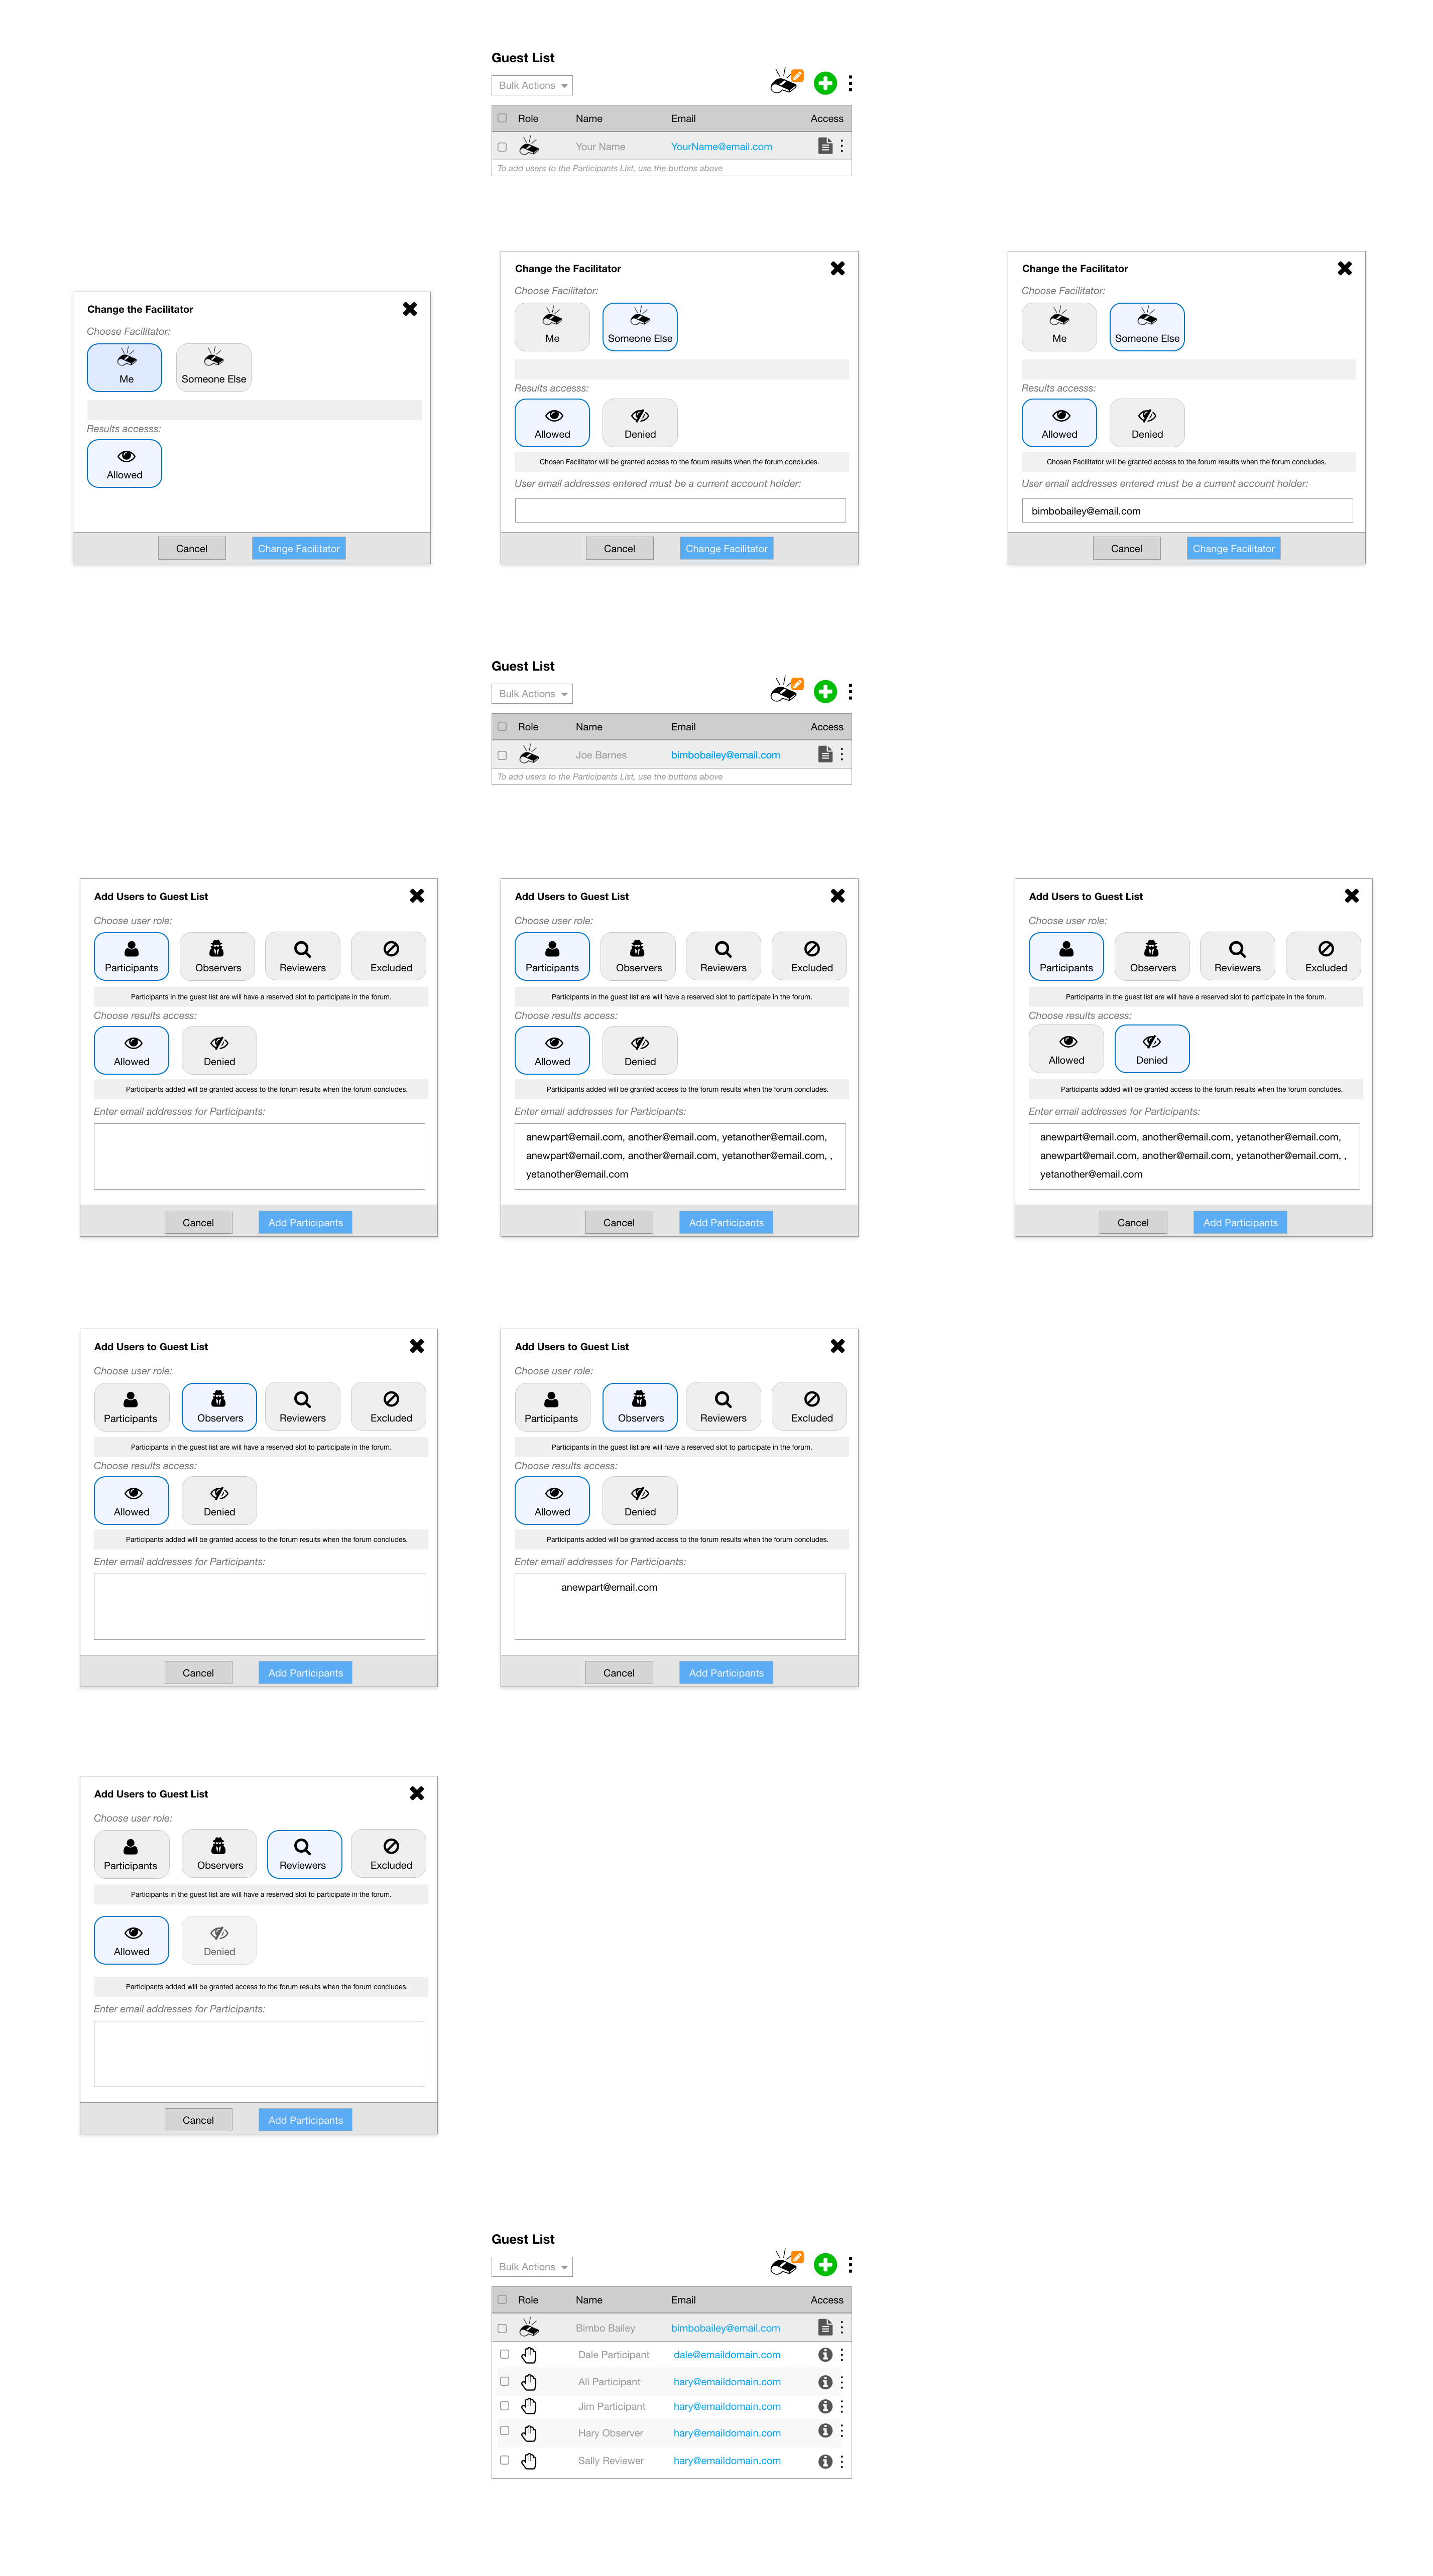 Guest List
Bulk Actions
Role Name Email Access
Your Name YourName@email.com
To add users to the Participants List, use the buttons above
Change the Facilitator
Choose Facilitator:
Me Someone Else
Results accesss:
Allowed
Cancel Change Facilitator
Change the Facilitator
Choose Facilitator:
Me Someone Else
Results accesss:
Allowed Denied
Chosen Facilitator will be granted access to the forum results when the forum concludes.
User email addresses entered must be a current account holder:
Cancel Change Facilitator
Change the Facilitator
Choose Facilitator:
Me Someone Else
Results accesss:
Allowed Denied
Chosen Facilitator will be granted access to the forum results when the forum concludes.
User email addresses entered must be a current account holder:
bimbobailey@email.com
Cancel Change Facilitator
Guest List
Bulk Actions
Role Name Email Access
Joe Barnes bimbobailey@email.com
To add users to the Participants List, use the buttons above
Add Users to Guest List
Choose user role:
Participants Observers Reviewers Excluded
Participants in the guest list are will have a reserved slot to participate in the forum.
Choose results access:
Allowed Denied
Participants added will be granted access to the forum results when the forum concludes.
Enter email addresses for Participants:
Cancel Add Participants
Add Users to Guest List
Choose user role:
Participants Observers Reviewers Excluded
Participants in the guest list are will have a reserved slot to participate in the forum.
Choose results access:
Allowed Denied
Participants added will be granted access to the forum results when the forum concludes.
Enter email addresses for Participants:
anewpart@email.com, another@email.com, yetanother@email.com,
anewpart@email.com, another@email.com, yetanother@email.com, ,
yetanother@email.com
Cancel Add Participants
Add Users to Guest List
Choose user role:
Participants Observers Reviewers Excluded
Participants in the guest list are will have a reserved slot to participate in the forum.
Choose results access:
Allowed Denied
Participants added will be granted access to the forum results when the forum concludes.
Enter email addresses for Participants:
anewpart@email.com, another@email.com, yetanother@email.com,
anewpart@email.com, another@email.com, yetanother@email.com, ,
yetanother@email.com
Cancel Add Participants
Add Users to Guest List
Choose user role:
Participants Observers Reviewers Excluded
Participants in the guest list are will have a reserved slot to participate in the forum.
Choose results access:
Allowed Denied
Participants added will be granted access to the forum results when the forum concludes.
Enter email addresses for Participants:
Cancel Add Participants
Add Users to Guest List
Choose user role:
Participants Observers Reviewers Excluded
Participants in the guest list are will have a reserved slot to participate in the forum.
Choose results access:
Allowed Denied
Participants added will be granted access to the forum results when the forum concludes.
Enter email addresses for Participants:
anewpart@email.com
Cancel Add Participants
Add Users to Guest List
Choose user role:
Participants Observers Reviewers Excluded
Participants in the guest list are will have a reserved slot to participate in the forum.
Allowed Denied
Participants added will be granted access to the forum results when the forum concludes.
Enter email addresses for Participants:
Cancel Add Participants
Guest List
Bulk Actions
Role Name Email Access
Bimbo Bailey bimbobailey@email.com
Dale Participant dale@emaildomain.com
Ali Participant hary@emaildomain.com
Jim Participant hary@emaildomain.com
Hary Observer hary@emaildomain.com
Sally Reviewer hary@emaildomain.com